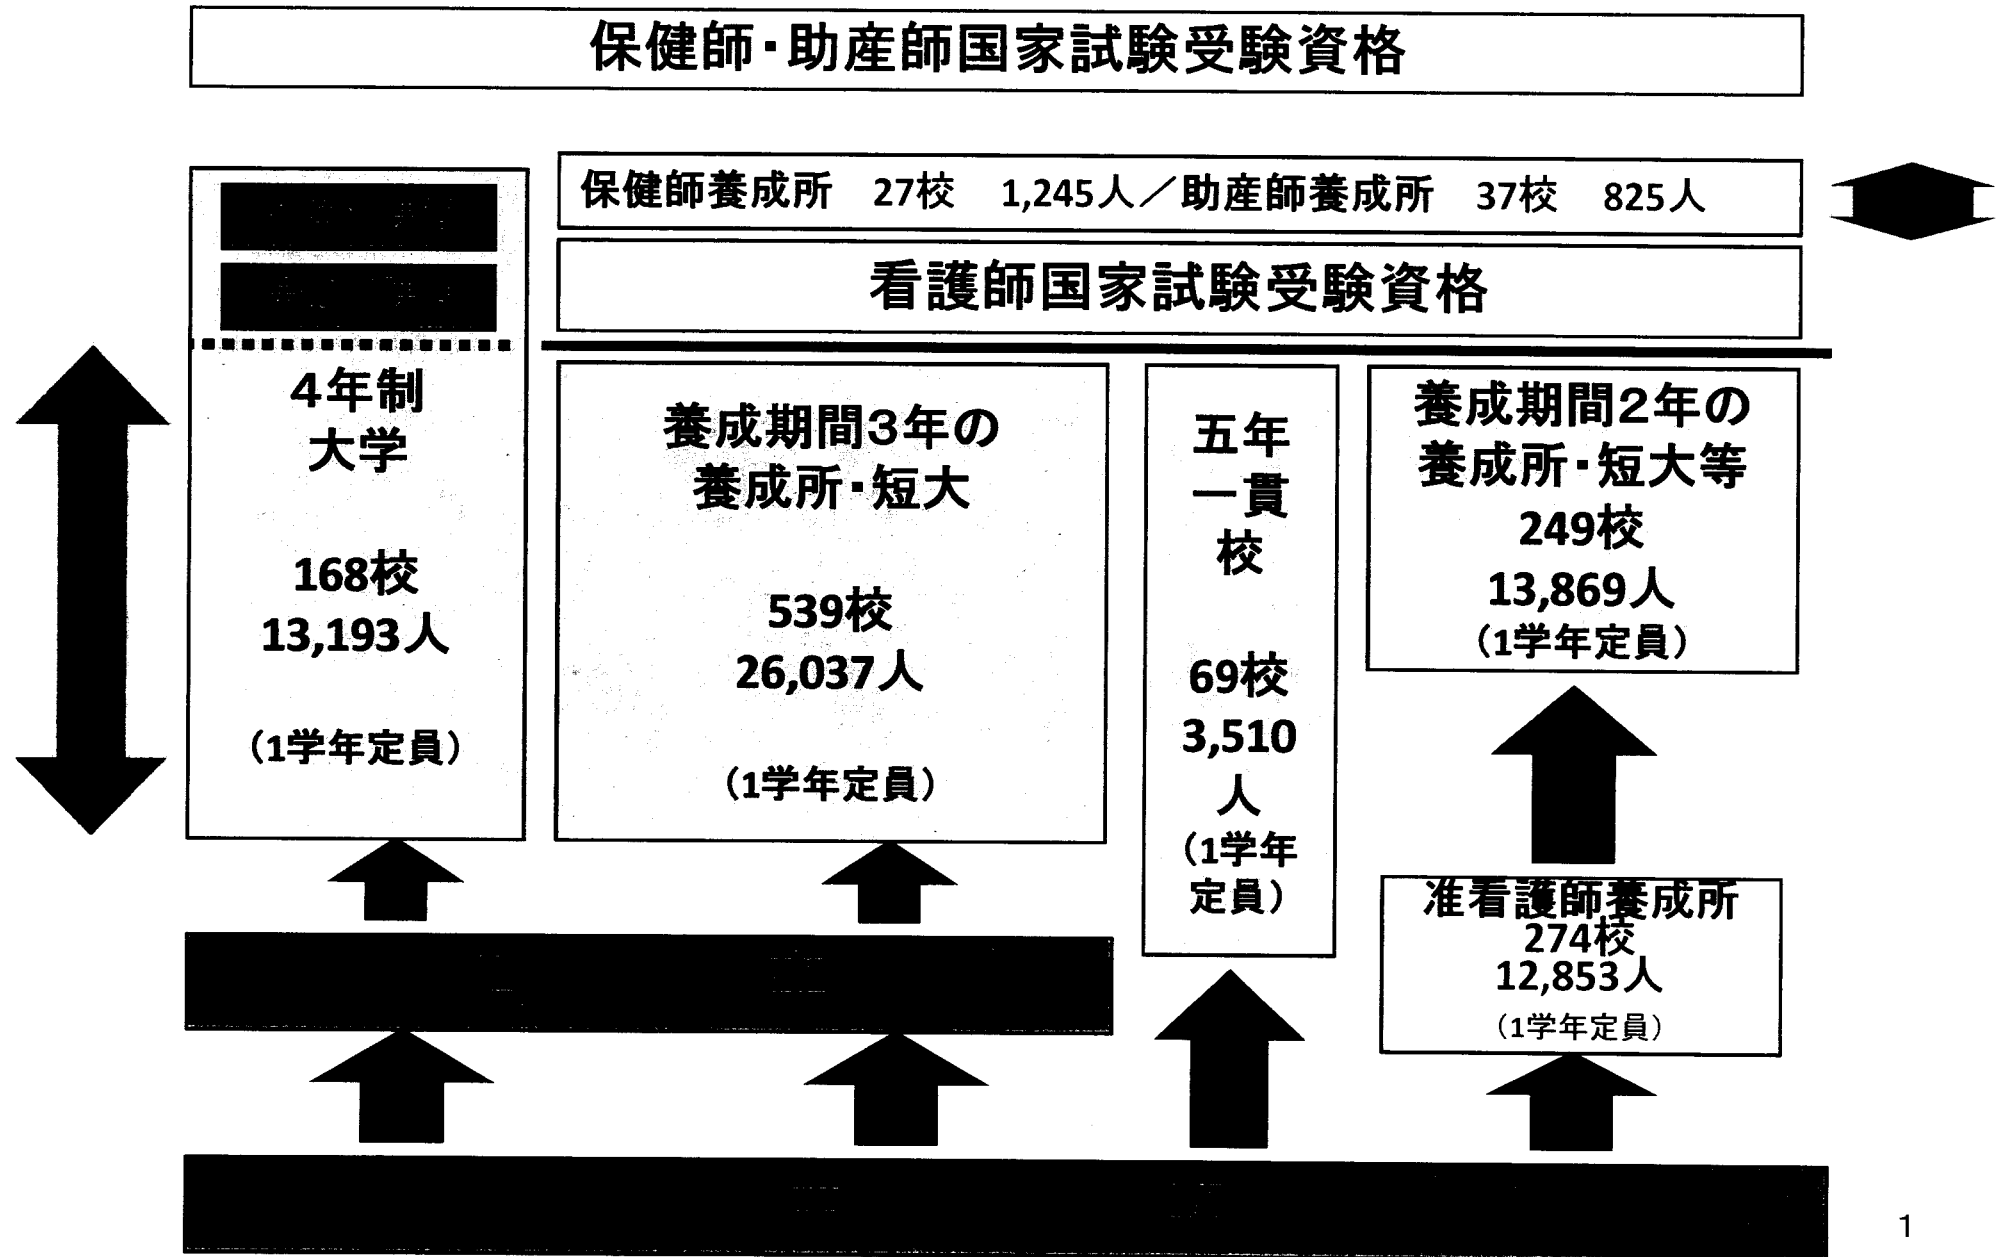 保健師・助産師国家試験受験資格
保健師養成所　27校　1,245人／助産師養成所　37校　825人
看護師国家試験受験資格
４年制
大学
168校
13,193人
（1学年定員）
養成期間３年の
養成所・短大
539校
26,037人
（1学年定員）
五年
一貫
校
69校
3,510
人
（1学年
定員）
養成期間２年の
養成所・短大等
249校
13,869人
（1学年定員）
准看護師養成所
274校
12,853人
（1学年定員）
1